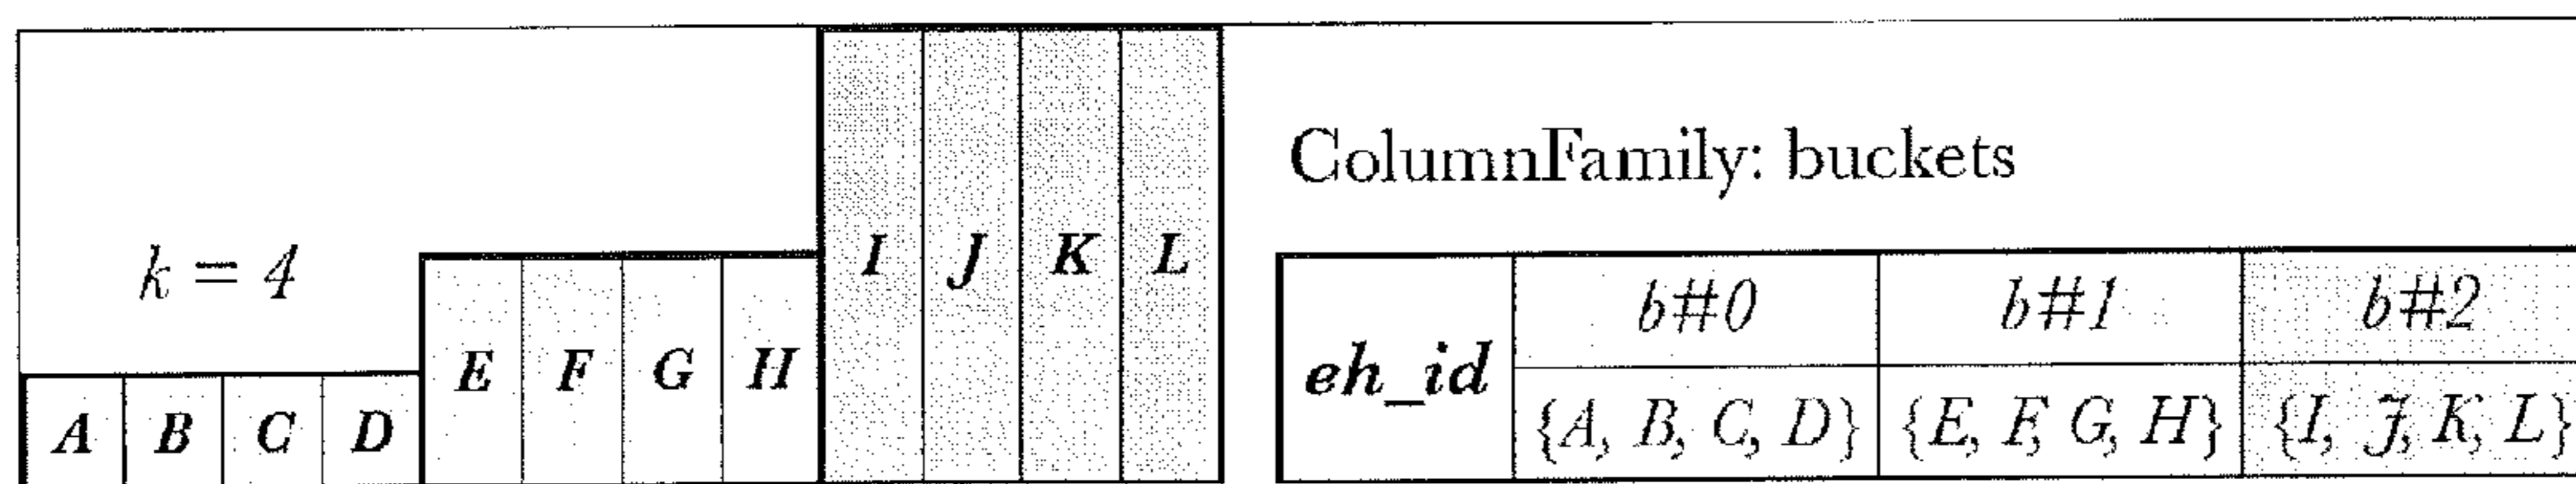 ColumnFamily: buckets
k = 4
I J K L
E F G H
A B C D
eh_id
b#0 b#1 b#2
{A, B, C, D} {E, F, G, H} {I, J, K, L}